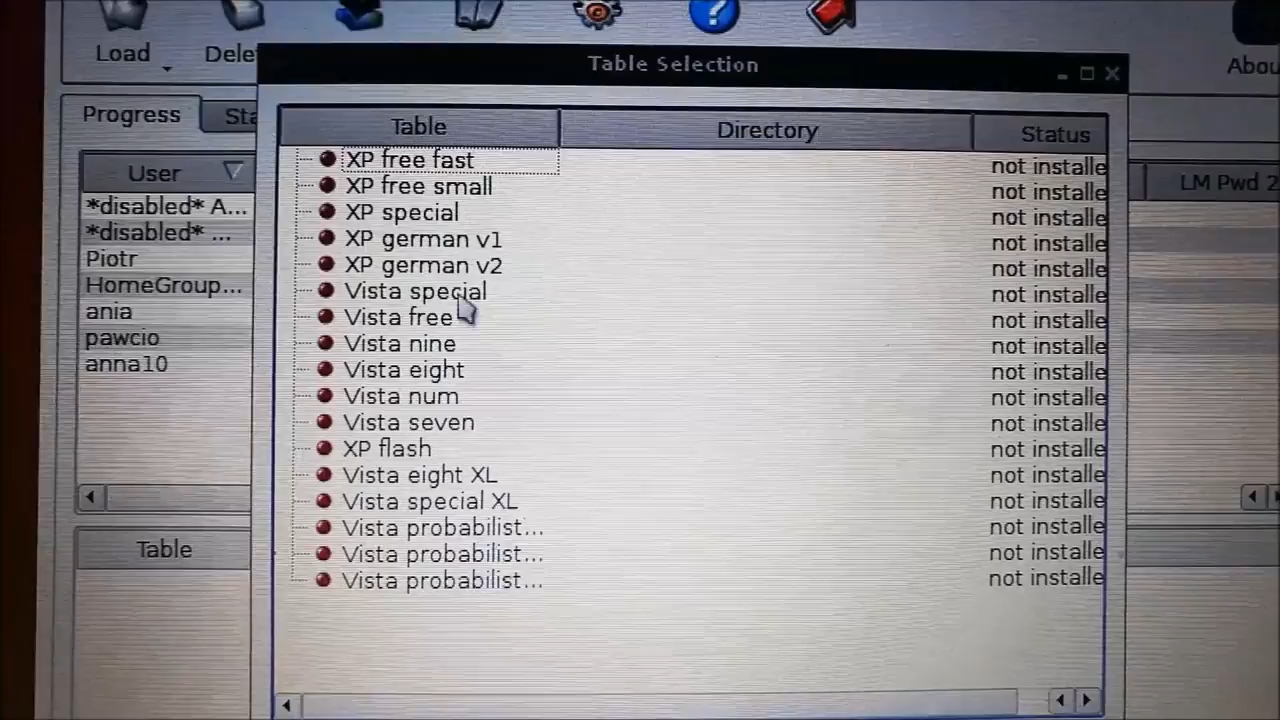 Load Delet
Abou
Table Selection
Progress Sta
Table Directory Status
User LM Pwd 2
XP free fast not installe
XP free small not installe
XP special not installe
XP german v1 not installe
XP german v2 not installe
Vista special not installe
Vista free not installe
Vista nine not installe
Vista eight not installe
Vista num not installe
Vista seven not installe
XP flash not installe
Vista eight XL not installe
Vista special XL not installe
Vista probabilist... not installe
Vista probabilist... not installe
Vista probabilist... not installe
*disabled* A...
*disabled* ...
Piotr
HomeGroup...
ania
pawcio
anna10
Table